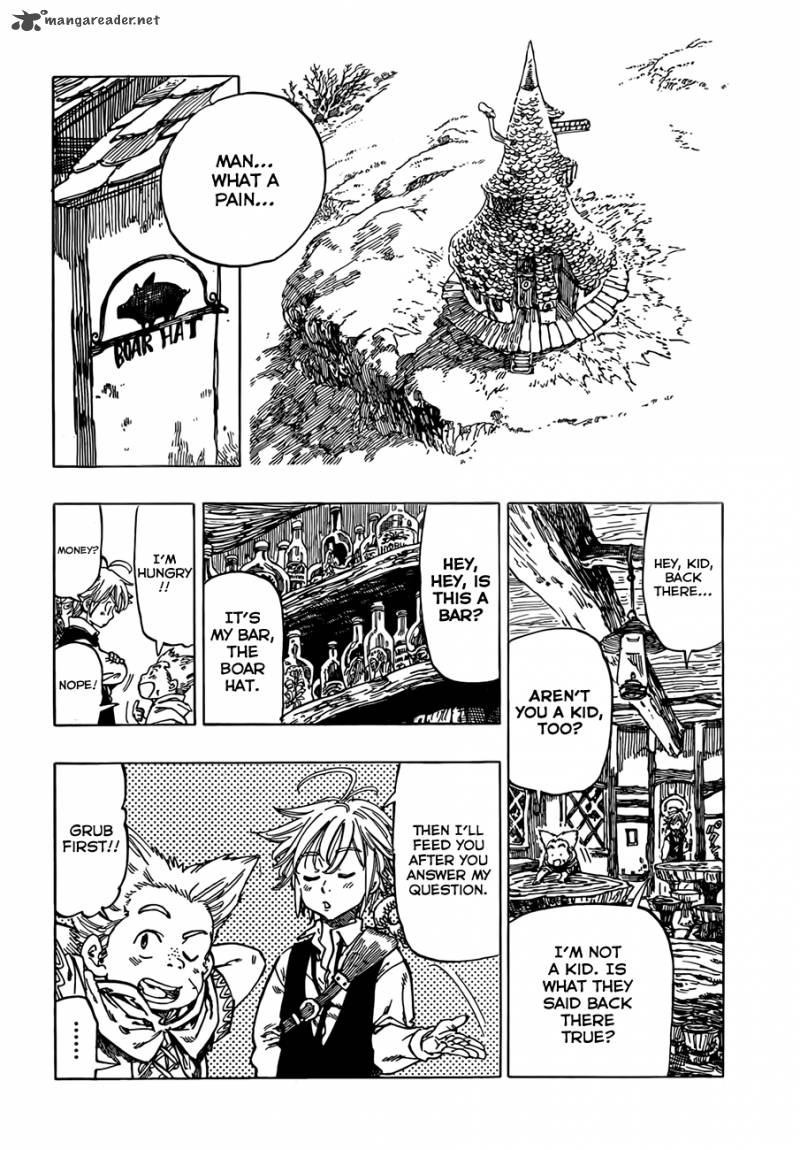 mangareader.net
MAN...
WHAT A
PAIN...
BOAR HAT
HEY, KID,
BACK
THERE...
AREN'T
YOU A KID,
TOO?
I'M NOT
A KID. IS
WHAT THEY
SAID BACK
THERE
TRUE?
HEY,
HEY, IS
THIS A
BAR?
IT'S
MY BAR,
THE
BOAR
HAT.
I'M
HUNGRY
!!
MONEY?
NOPE!
THEN I'LL
FEED YOU
AFTER YOU
ANSWER MY
QUESTION.
GRUB
FIRST!!
......